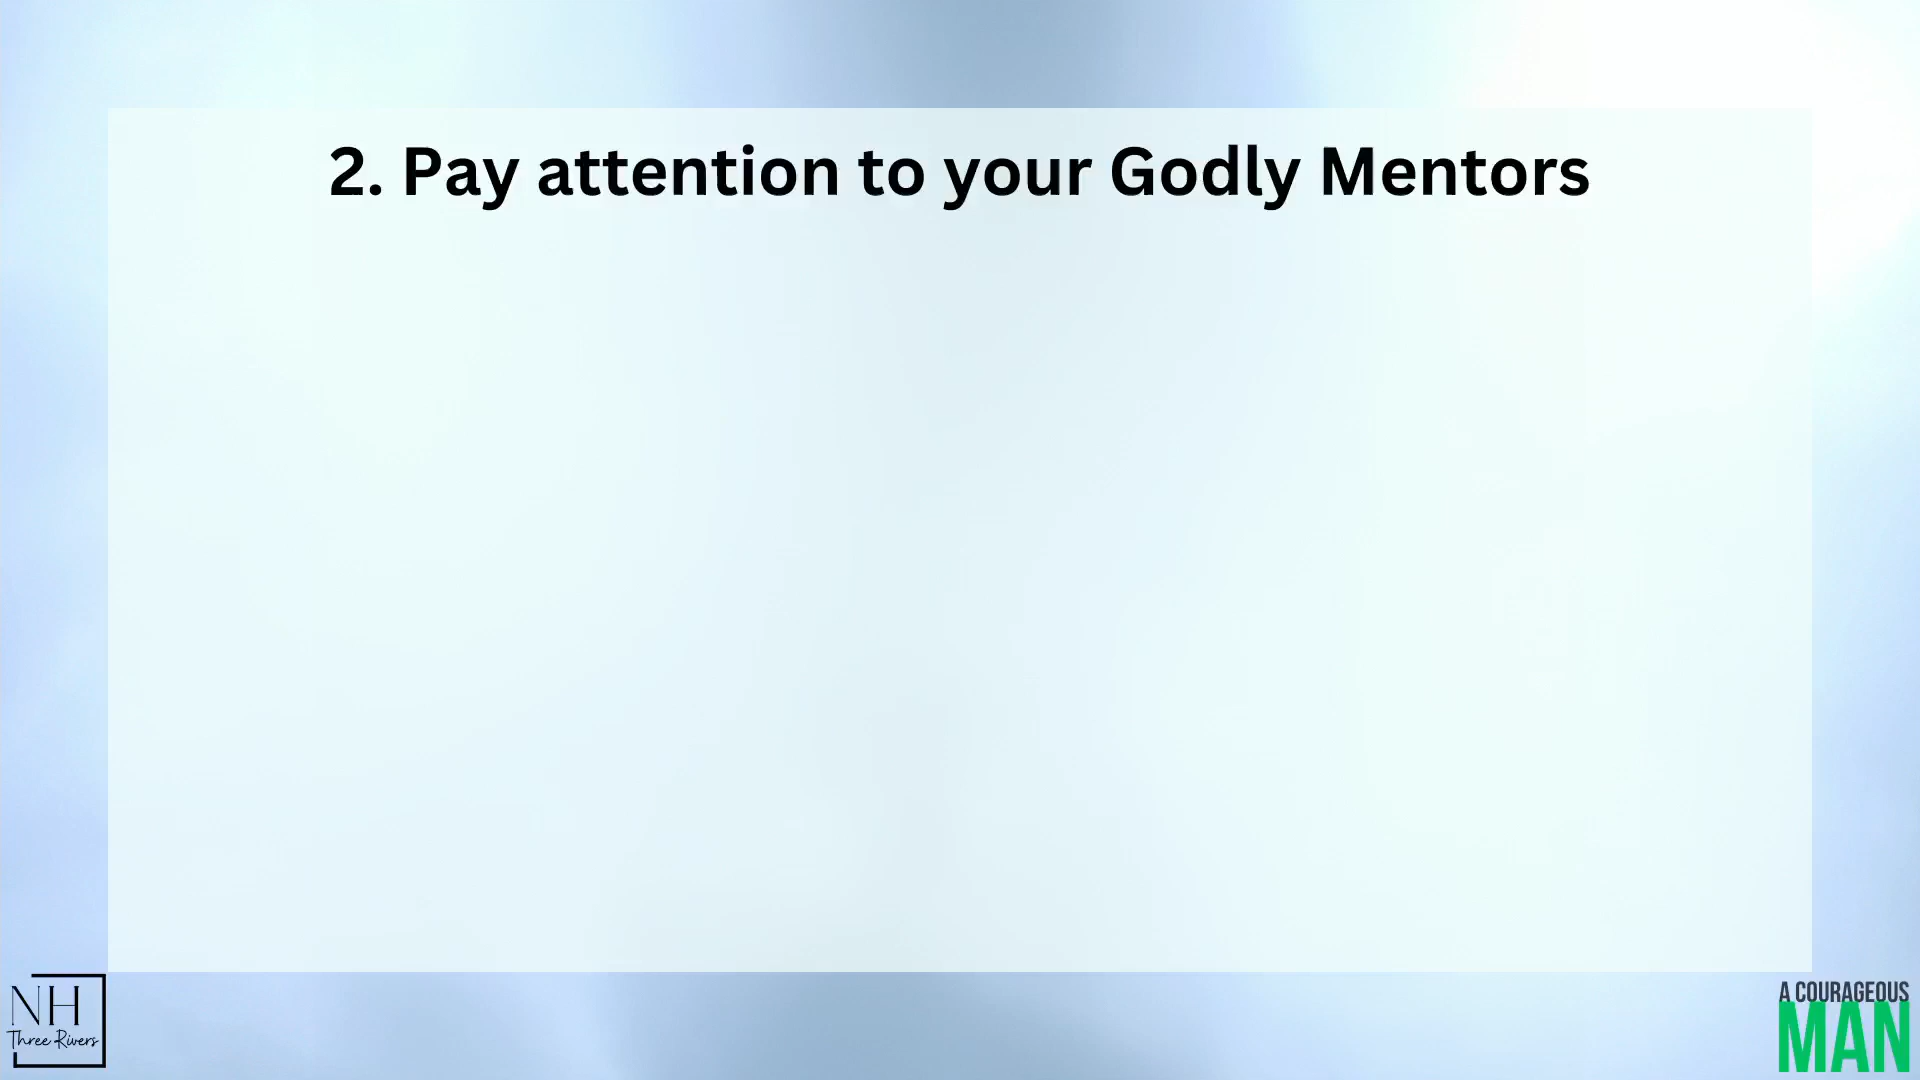 2. Pay attention to your Godly Mentors
NH
Three Rivers
A COURAGEOUS
MAN